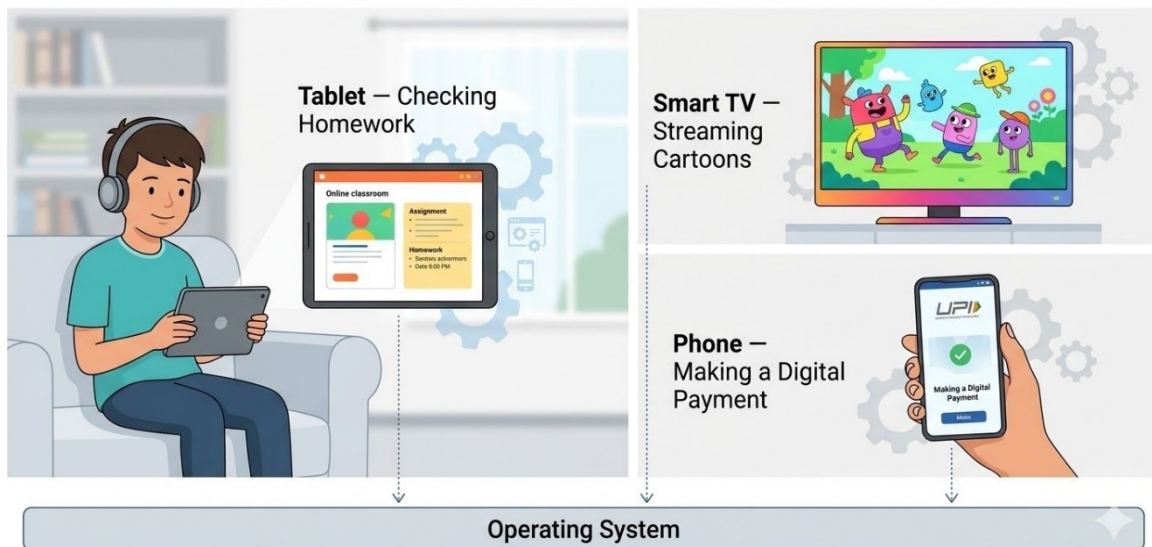 Tablet — Checking
Homework
Online classroom
Assignment
Homework
Date 6:00 PM
Smart TV —
Streaming
Cartoons
Phone —
Making a Digital
Payment
UPI
Making a Digital
Payment
Operating System